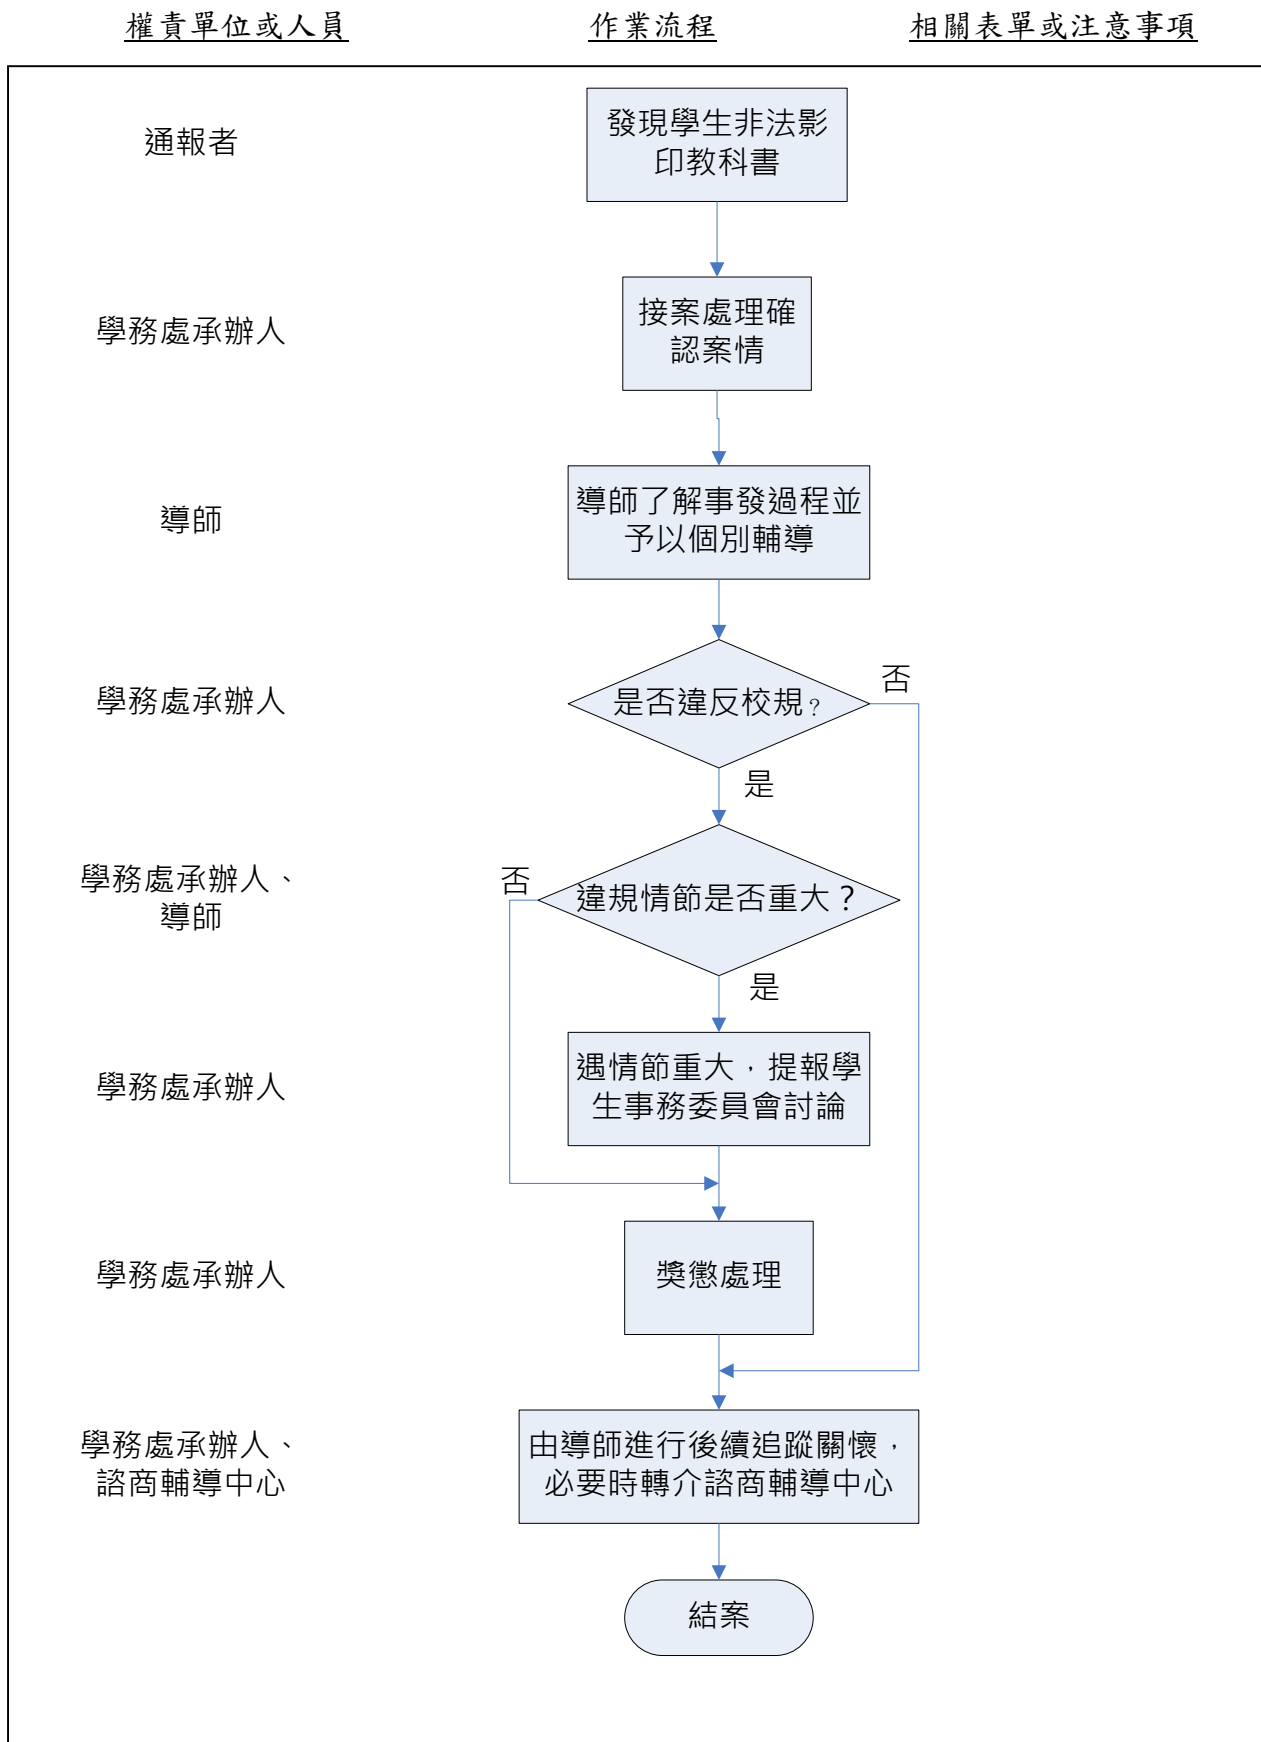 權責單位或人員 作業流程 相關表單或注意事項
通報者
發現學生非法影
印教科書
學務處承辦人
接案處理確
認案情
導師
導師了解事發過程並
予以個別輔導
學務處承辦人
是否違反校規?
否
是
學務處承辦人、
導師
否
違規情節是否重大?
是
學務處承辦人
遇情節重大,提報學
生事務委員會討論
學務處承辦人
獎懲處理
學務處承辦人、
諮商輔導中心
由導師進行後續追蹤關懷,
必要時轉介諮商輔導中心
結案